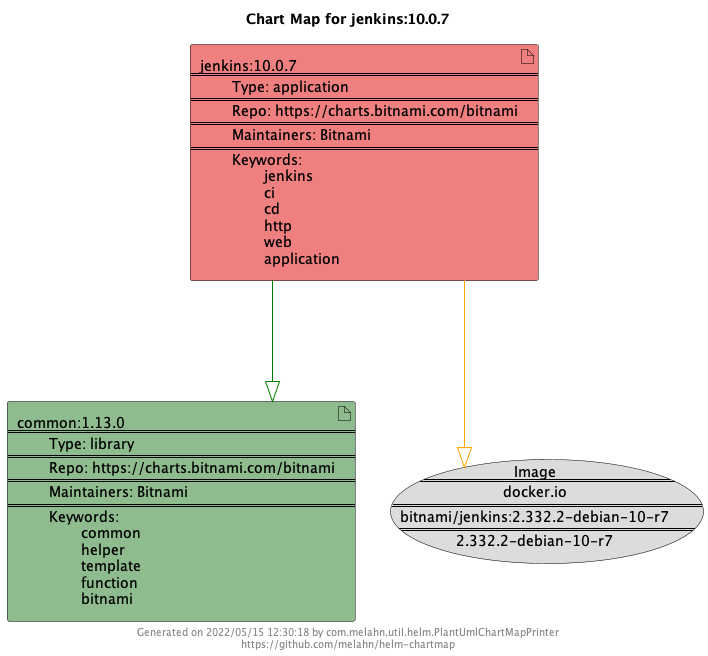 Chart Map for jenkins:10.0.7
jenkins:10.0.7
Type: application
Repo: https://charts.bitnami.com/bitnami
Maintainers: Bitnami
Keywords:
jenkins
ci
cd
http
web
application
common:1.13.0
Type: library
Repo: https://charts.bitnami.com/bitnami
Maintainers: Bitnami
Keywords:
common
helper
template
function
bitnami
Image
docker.io
bitnami/jenkins:2.332.2-debian-10-r7
2.332.2-debian-10-r7
Generated on 2022/05/15 12:30:18 by com.melahn.util.helm.PlantUmlChartMapPrinter
https://github.com/melahn/helm-chartmap